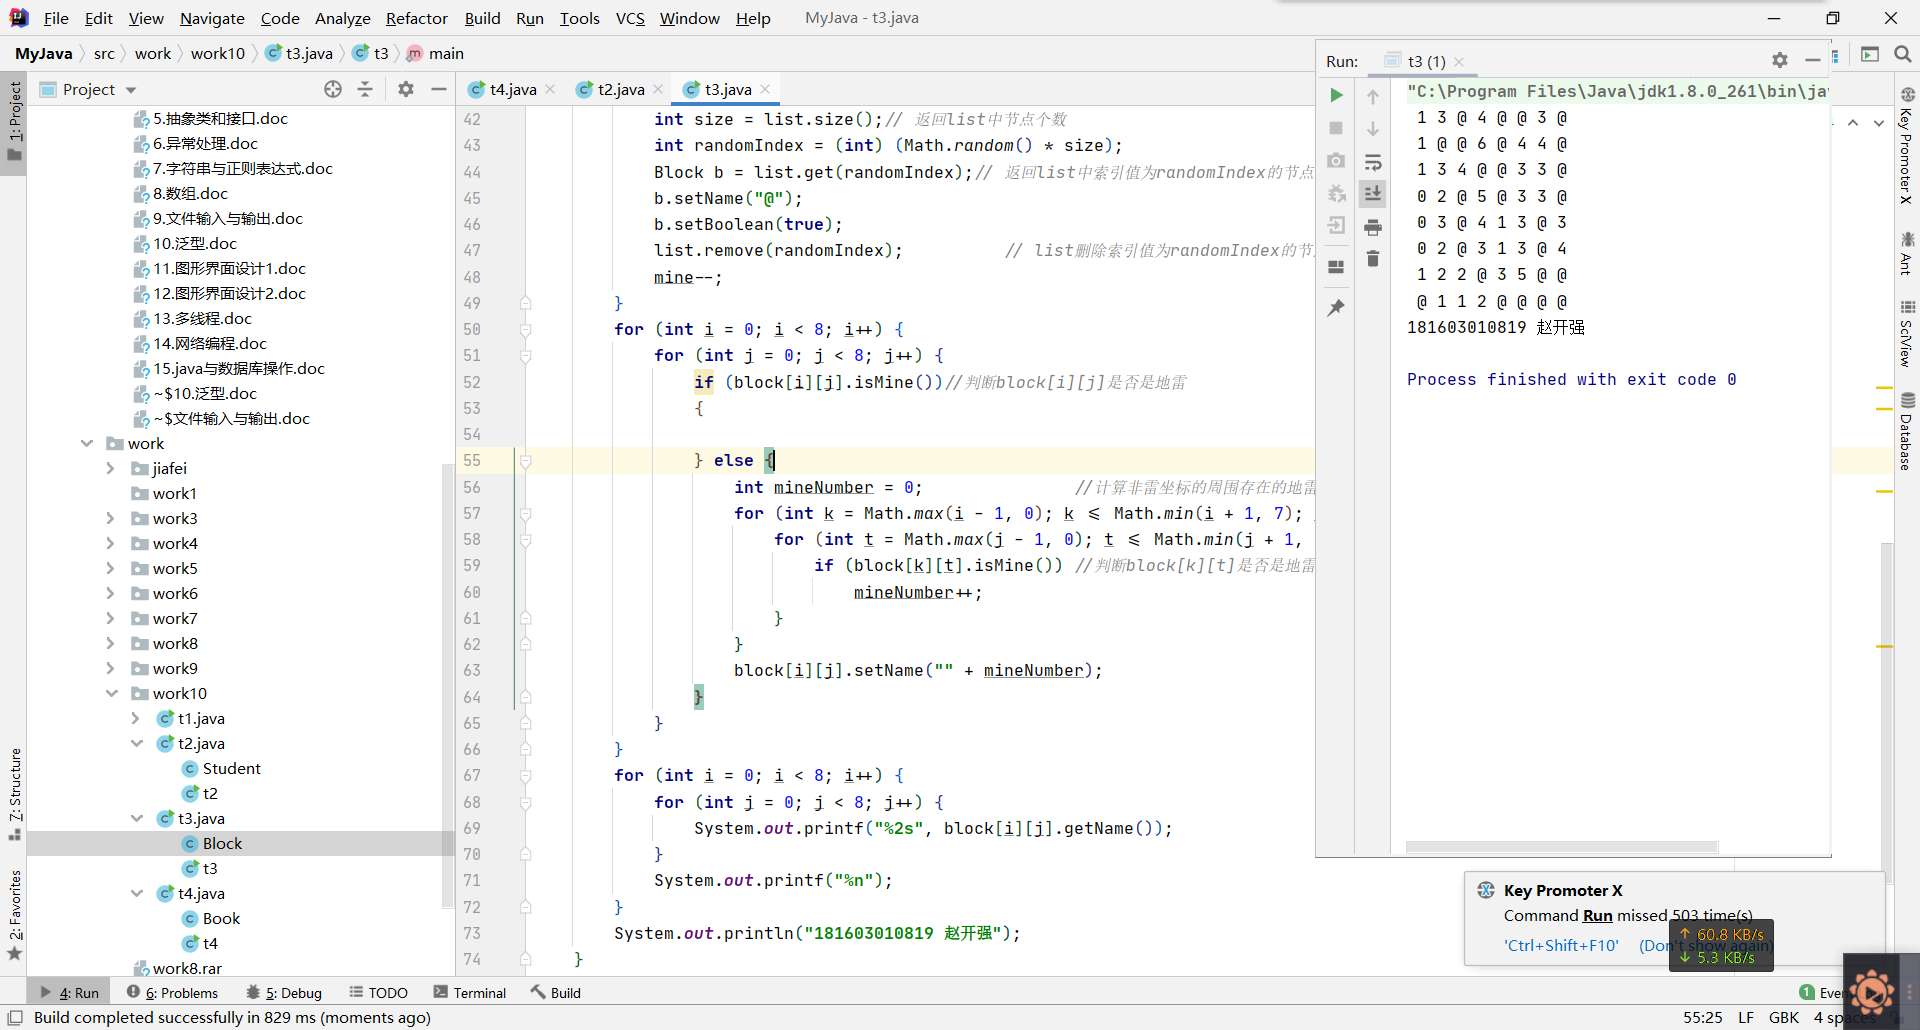 File Edit View Navigate Code Analyze Refactor Build Run Tools VCS Window Help MyJava - t3.java
MyJava src work work10 t3.java t3 main
1: Project
7: Structure
2: Favorites
Project
5.抽象类和接口.doc
6.异常处理.doc
7.字符串与正则表达式.doc
8.数组.doc
9.文件输入与输出.doc
10.泛型.doc
11.图形界面设计1.doc
12.图形界面设计2.doc
13.多线程.doc
14.网络编程.doc
15.java与数据库操作.doc
~$10.泛型.doc
~$文件输入与输出.doc
work
jiafei
work1
work3
work4
work5
work6
work7
work8
work9
work10
t1.java
t2.java
Student
t2
t3.java
Block
t3
t4.java
Book
t4
work8.rar
t4.java t2.java t3.java
42 int size = list.size();// 返回list中节点个数
43 int randomIndex = (int) (Math.random() * size);
44 Block b = list.get(randomIndex);// 返回list中索引值为randomIndex的节点
45 b.setName("@");
46 b.setBoolean(true);
47 list.remove(randomIndex); // list删除索引值为randomIndex的节
48 mine--;
49 }
50 for (int i = 0; i < 8; i++) {
51 for (int j = 0; j < 8; j++) {
52 if (block[i][j].isMine())//判断block[i][j]是否是地雷
53 {
54
55 } else {
56 int mineNumber = 0; //计算非雷坐标的周围存在的地雷
57 for (int k = Math.max(i - 1, 0); k <= Math.min(i + 1, 7);
58 for (int t = Math.max(j - 1, 0); t <= Math.min(j + 1,
59 if (block[k][t].isMine()) //判断block[k][t]是否是地雷
60 mineNumber++;
61 }
62 }
63 block[i][j].setName("" + mineNumber);
64 }
65 }
66 }
67 for (int i = 0; i < 8; i++) {
68 for (int j = 0; j < 8; j++) {
69 System.out.printf("%2s", block[i][j].getName());
70 }
71 System.out.printf("%n");
72 }
73 System.out.println("181603010819 赵开强");
74 }
Run: t3 (1)
"C:\Program Files\Java\jdk1.8.0_261\bin\ja
1 3 @ 4 @ @ 3 @
1 @ @ 6 @ 4 4 @
1 3 4 @ @ 3 3 @
0 2 @ 5 @ 3 3 @
0 3 @ 4 1 3 @ 3
0 2 @ 3 1 3 @ 4
1 2 2 @ 3 5 @ @
@ 1 1 2 @ @ @ @
181603010819 赵开强
Process finished with exit code 0
Key Promoter X
Ant
SciView
Database
Key Promoter X
Command Run missed 503 time(s)
'Ctrl+Shift+F10' (Don't show again)
↑ 60.8 KB/s
↓ 5.3 KB/s
4: Run 6: Problems 5: Debug TODO Terminal Build 1 Even
Build completed successfully in 829 ms (moments ago) 55:25 LF GBK 4 spaces